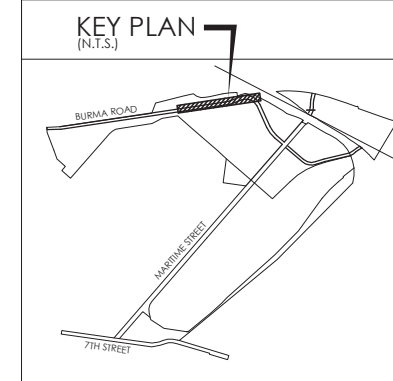 KEY PLAN
(N.T.S.)
BURMA ROAD
MARITIME STREET
7TH STREET